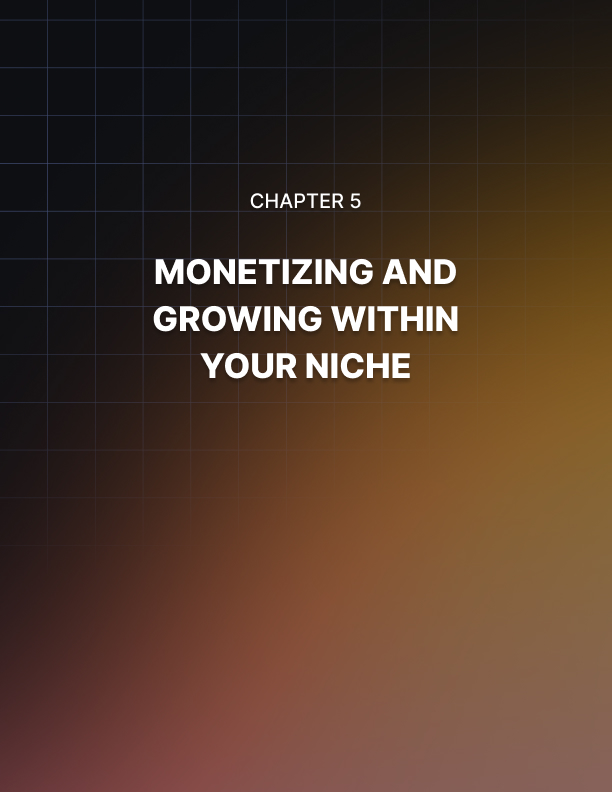 CHAPTER 5
MONETIZING AND
GROWING WITHIN
YOUR NICHE